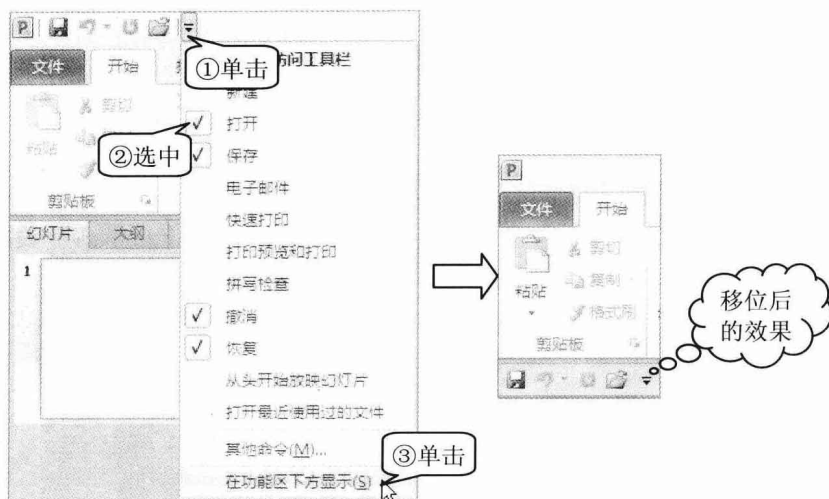 P
①单击
文件 开始
访问工具栏
新建
剪切
打开
②选中
粘贴
保存
剪贴板
电子邮件
快速打印
幻灯片 大纲
打印预览和打印
1
拼写检查
撤消
恢复
从头开始放映幻灯片
打开最近使用过的文件
其他命令(M)...
③单击
在功能区下方显示(S)
P
文件 开始
剪切
粘贴
复制
格式刷
剪贴板
移位后
的效果